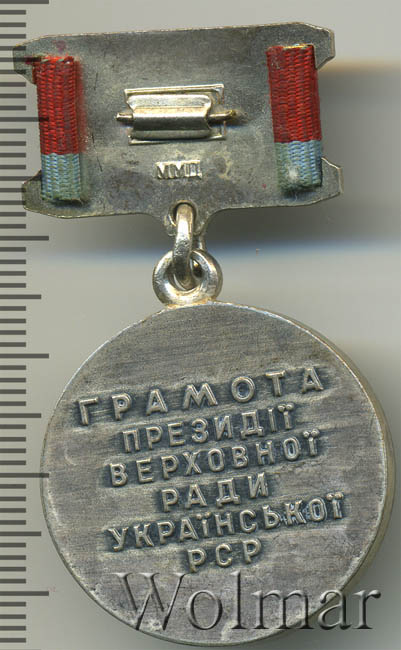 ММД
ГРАМОТА
ПРЕЗИДІЇ
ВЕРХОВНОЇ
РАДИ
УКРАЇНСЬКОЇ
РСР
Wolmar